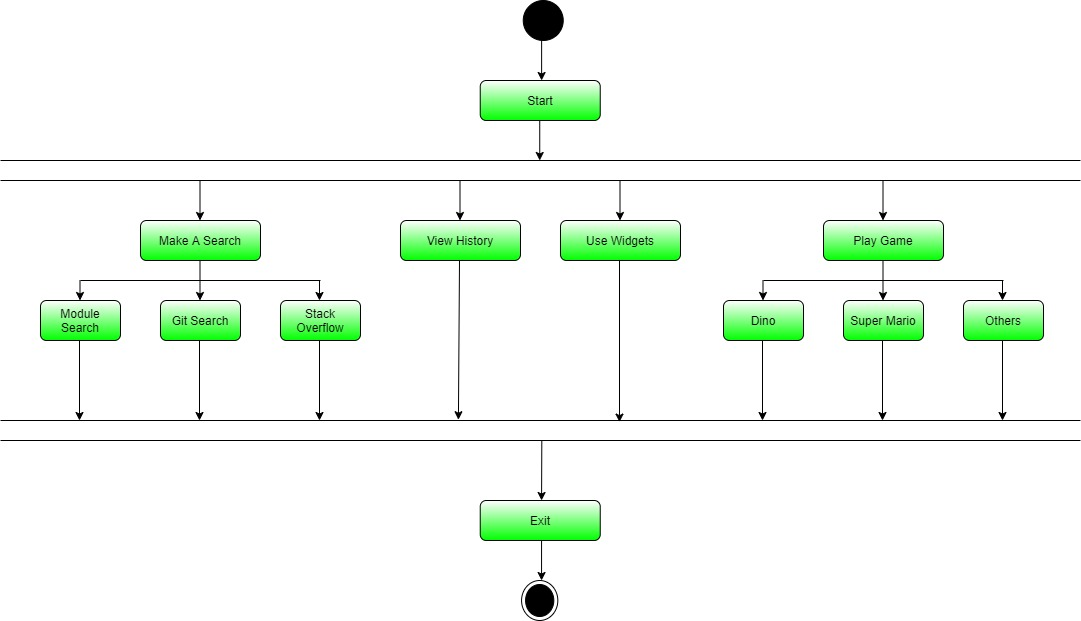 Start
Make A Search
View History
Use Widgets
Play Game
Module
Search
Git Search
Stack
Overflow
Dino
Super Mario
Others
Exit